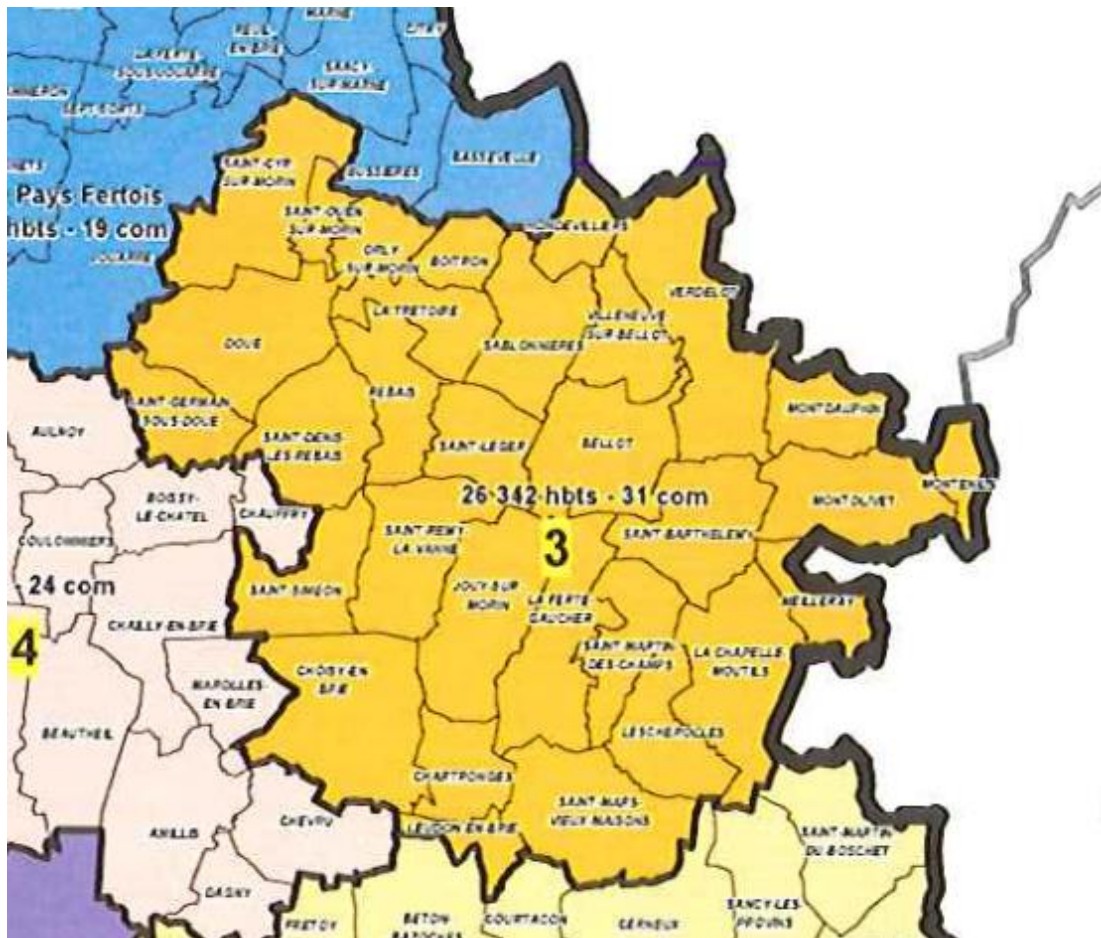 MARNE
CITRY
REUIL-
EN-BRIE
LA FERTE-
SOUS-JOUARRE
SAACY-
SUR-MARNE
SEPT-SORTS
BUSSIERES
BASSEVELLE
SAINT-CYR
SUR-MORIN
Pays Fertois
hbts - 19 com
JOUARRE
SAINT-OUEN
SUR-MORIN
ORLY
SUR-MORIN
BOITRON
HONDEVILLIERS
VERDELOT
LA TRETOIRE
VILLENEUVE
SUR-BELLOT
DOUE
SABLONNIERES
REBAIS
SAINT-GERMAIN
SOUS-DOUE
MONTDAUPHIN
AULNOY
SAINT-DENIS
LES-REBAIS
SAINT-LEGER
BELLOT
MONTENILS
BOISSY-
LE-CHATEL
CHAUFFRY
26 342 hbts - 31 com
MONTOLIVET
COULOMMIERS
SAINT-REMY
LA-VANNE
3
SAINT-BARTHELEMY
24 com
SAINT-SIMEON
JOUY-SUR
MORIN
LA FERTE
GAUCHER
MEILLERAY
CHAILLY-EN-BRIE
4
SAINT-MARTIN
DES-CHAMPS
LA CHAPELLE
MOUTILS
MAROLLES-
EN-BRIE
CHOISY-EN
BRIE
BEAUTHEIL
LESCHEROLLES
CHARTRONGES
SAINT-MARS
VIEUX-MAISONS
AMILLIS
CHEVRU
LEUDON-EN-BRIE
SAINT-MARTIN
DU-BOSCHET
DAGNY
FRETOY
BETON
BAZOCHES
COURTACON
CERNEUX
SANCY-LES
PROVINS